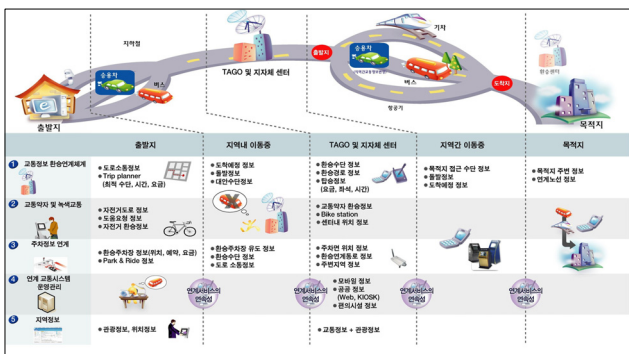 지하철
승용차
버스
출발지
TAGO 및 지자체 센터
출발지
승용차
기차
버스
항공기
도착지
환승센터
목적지
출발지
지역내 이동중
TAGO 및 지자체 센터
지역간 이동중
목적지
1 교통정보 환승연계체계
• 도로소통정보
• Trip planner
(최적 수단, 시간, 요금)
• 도착예정 정보
• 돌발정보
• 대안수단정보
• 환승수단 정보
• 환승경로 정보
• 탑승정보
(요금, 좌석, 시간)
• 목적지 접근 수단 정보
• 돌발정보
• 도착예정 정보
• 목적지 주변 정보
• 연계노선 정보
2 교통약자 및 녹색교통
• 자전거도로 정보
• 도움요청 정보
• 자전거 환승정보
• 교통약자 환승정보
• Bike station
• 센터내 위치 정보
3 주차정보 연계
• 환승주차장 정보(위치, 예약, 요금)
• Park & Ride 정보
• 환승주차장 유도 정보
• 환승수단 정보
• 도로 소통정보
• 주차면 위치 정보
• 환승연계통로 정보
• 주변지역 정보
4 연계 교통시스템
운영관리
연계서비스의
연속성
연계서비스의
연속성
• 모바일 정보
• 공공 정보
(Web, KIOSK)
• 편의시설 정보
연계서비스의
연속성
연계서비스의
연속성
5 지역정보
• 관광정보, 위치정보
• 교통정보 + 관광정보